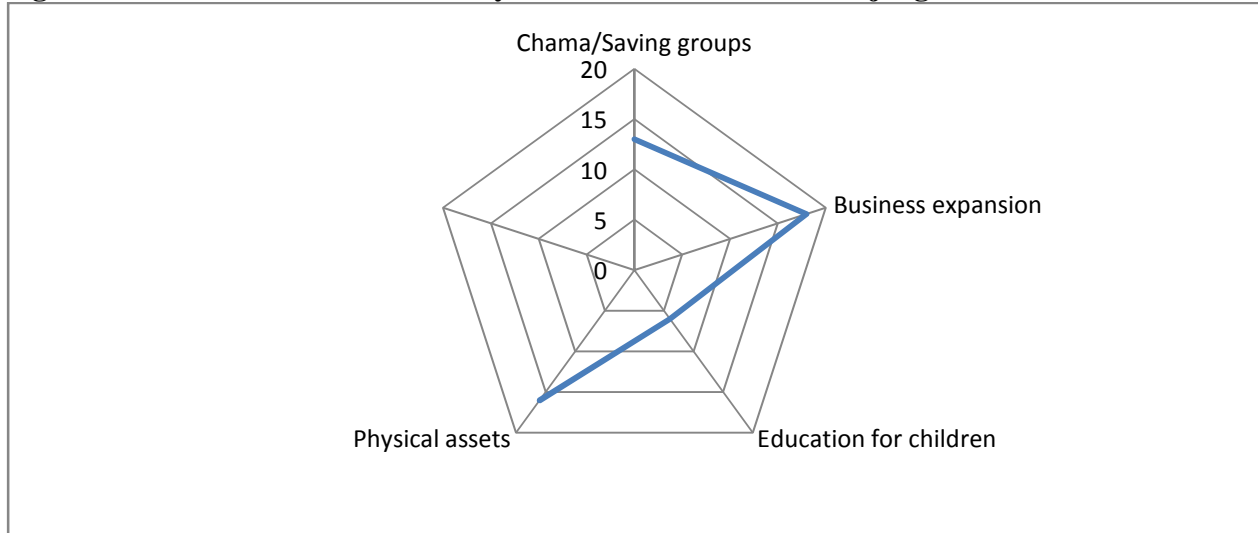 Chama/Saving groups
20
15
10
5
0
Business expansion
Physical assets
Education for children